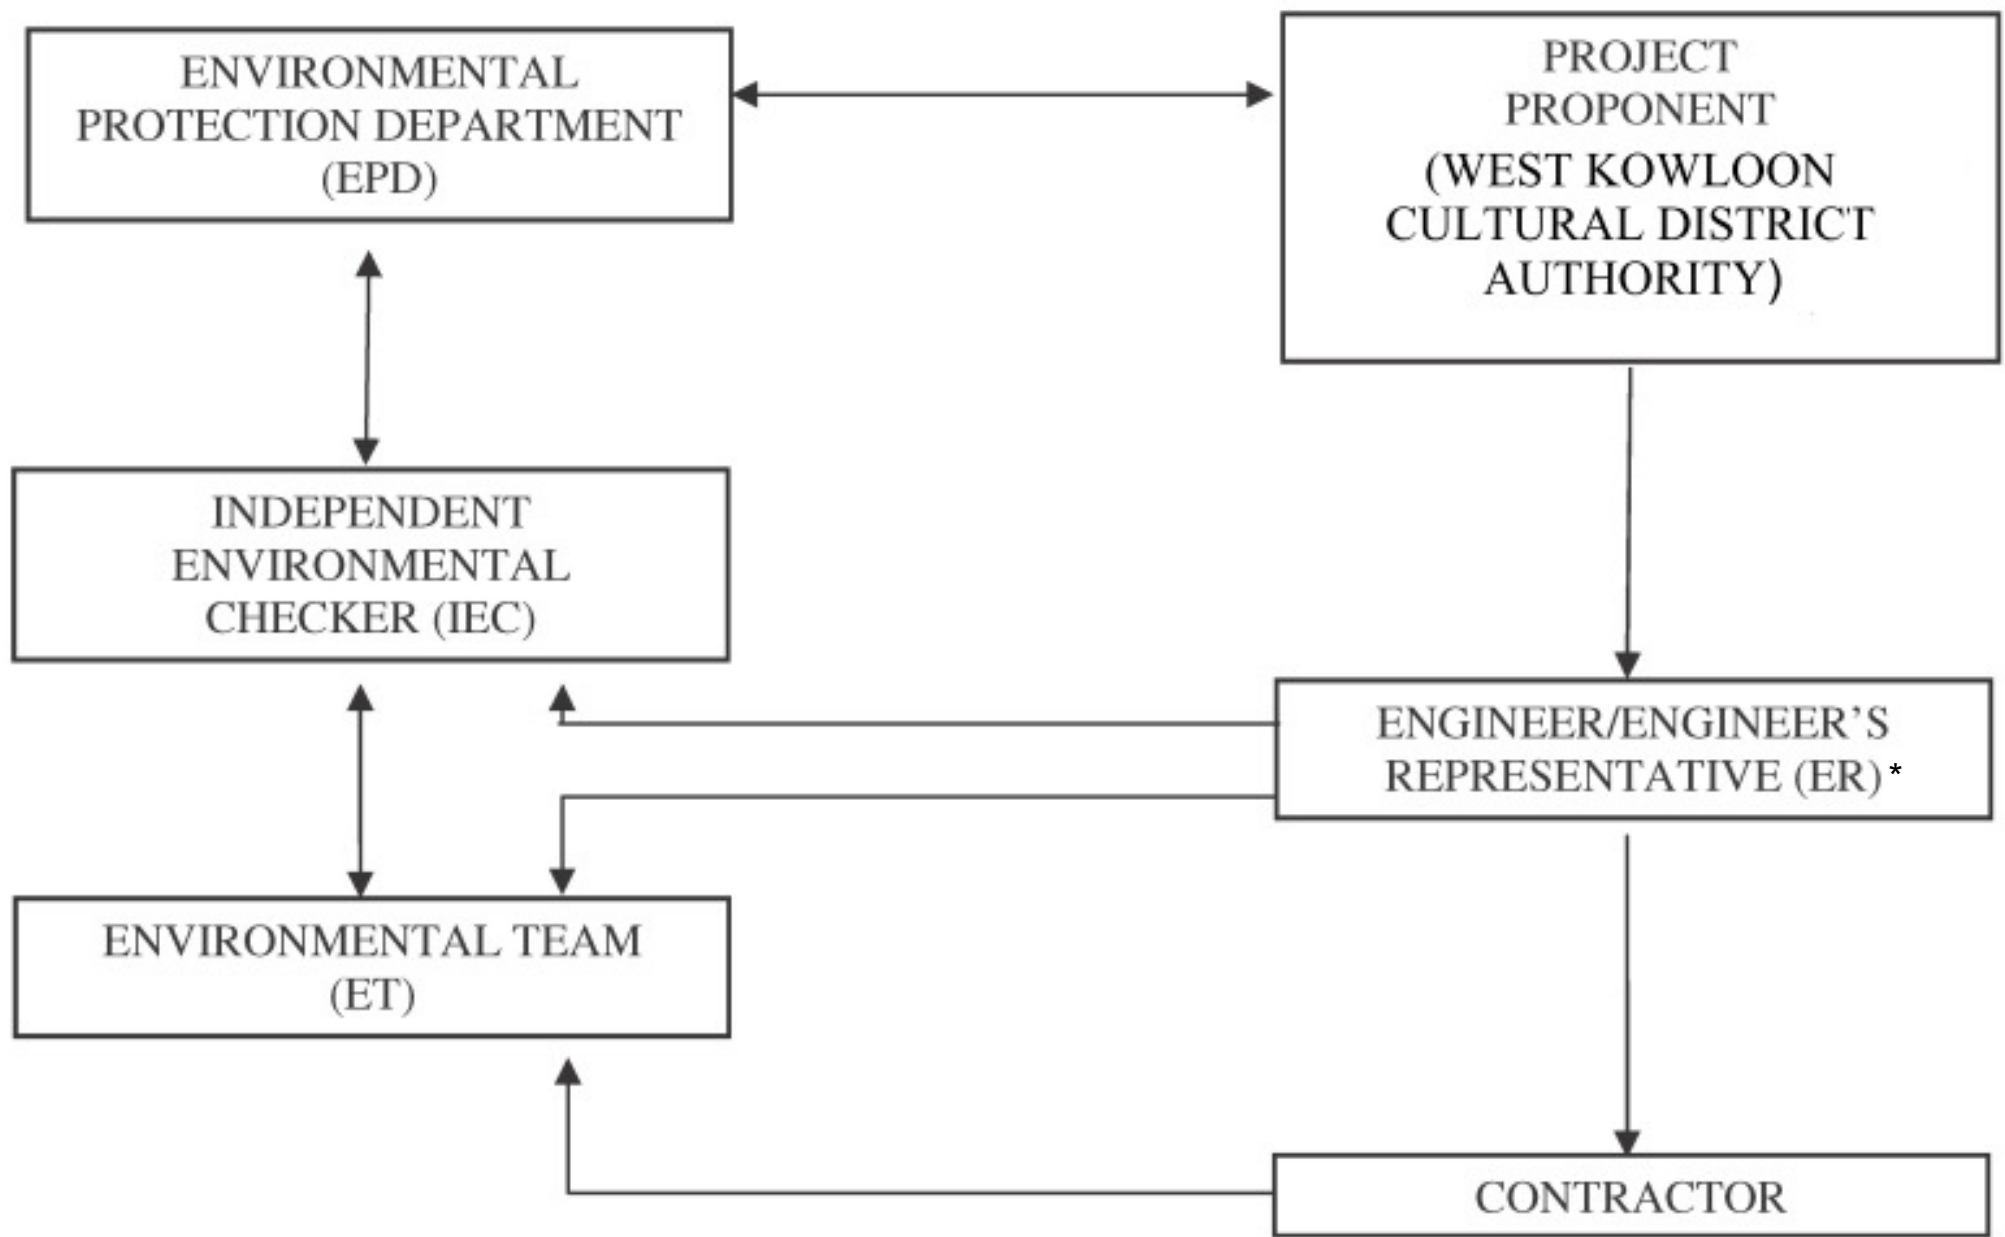 ENVIRONMENTAL
PROTECTION DEPARTMENT
(EPD)
PROJECT
PROPONENT
(WEST KOWLOON
CULTURAL DISTRICT
AUTHORITY)
INDEPENDENT
ENVIRONMENTAL
CHECKER (IEC)
ENGINEER/ENGINEER’S
REPRESENTATIVE (ER)*
ENVIRONMENTAL TEAM
(ET)
CONTRACTOR